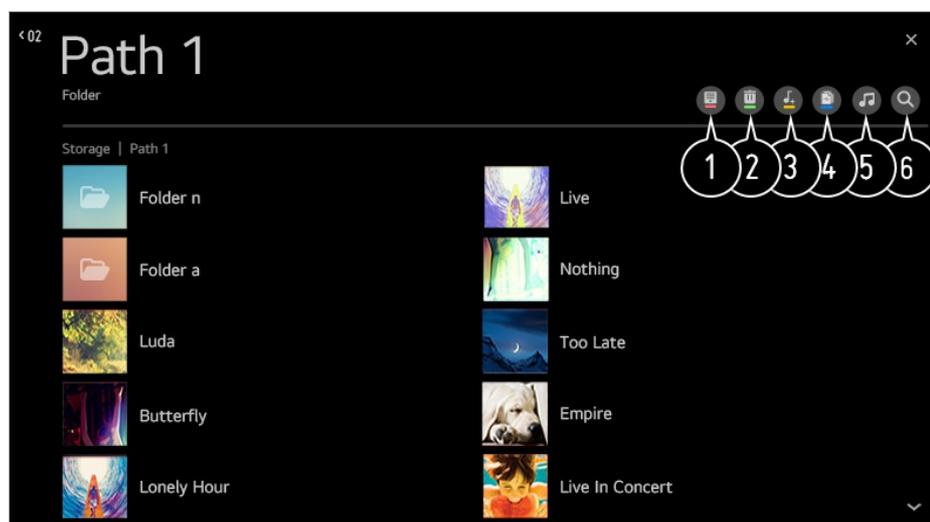 < 02
Path 1
Folder
1 2 3 4 5 6
Storage | Path 1
Folder n
Folder a
Luda
Butterfly
Lonely Hour
Live
Nothing
Too Late
Empire
Live In Concert